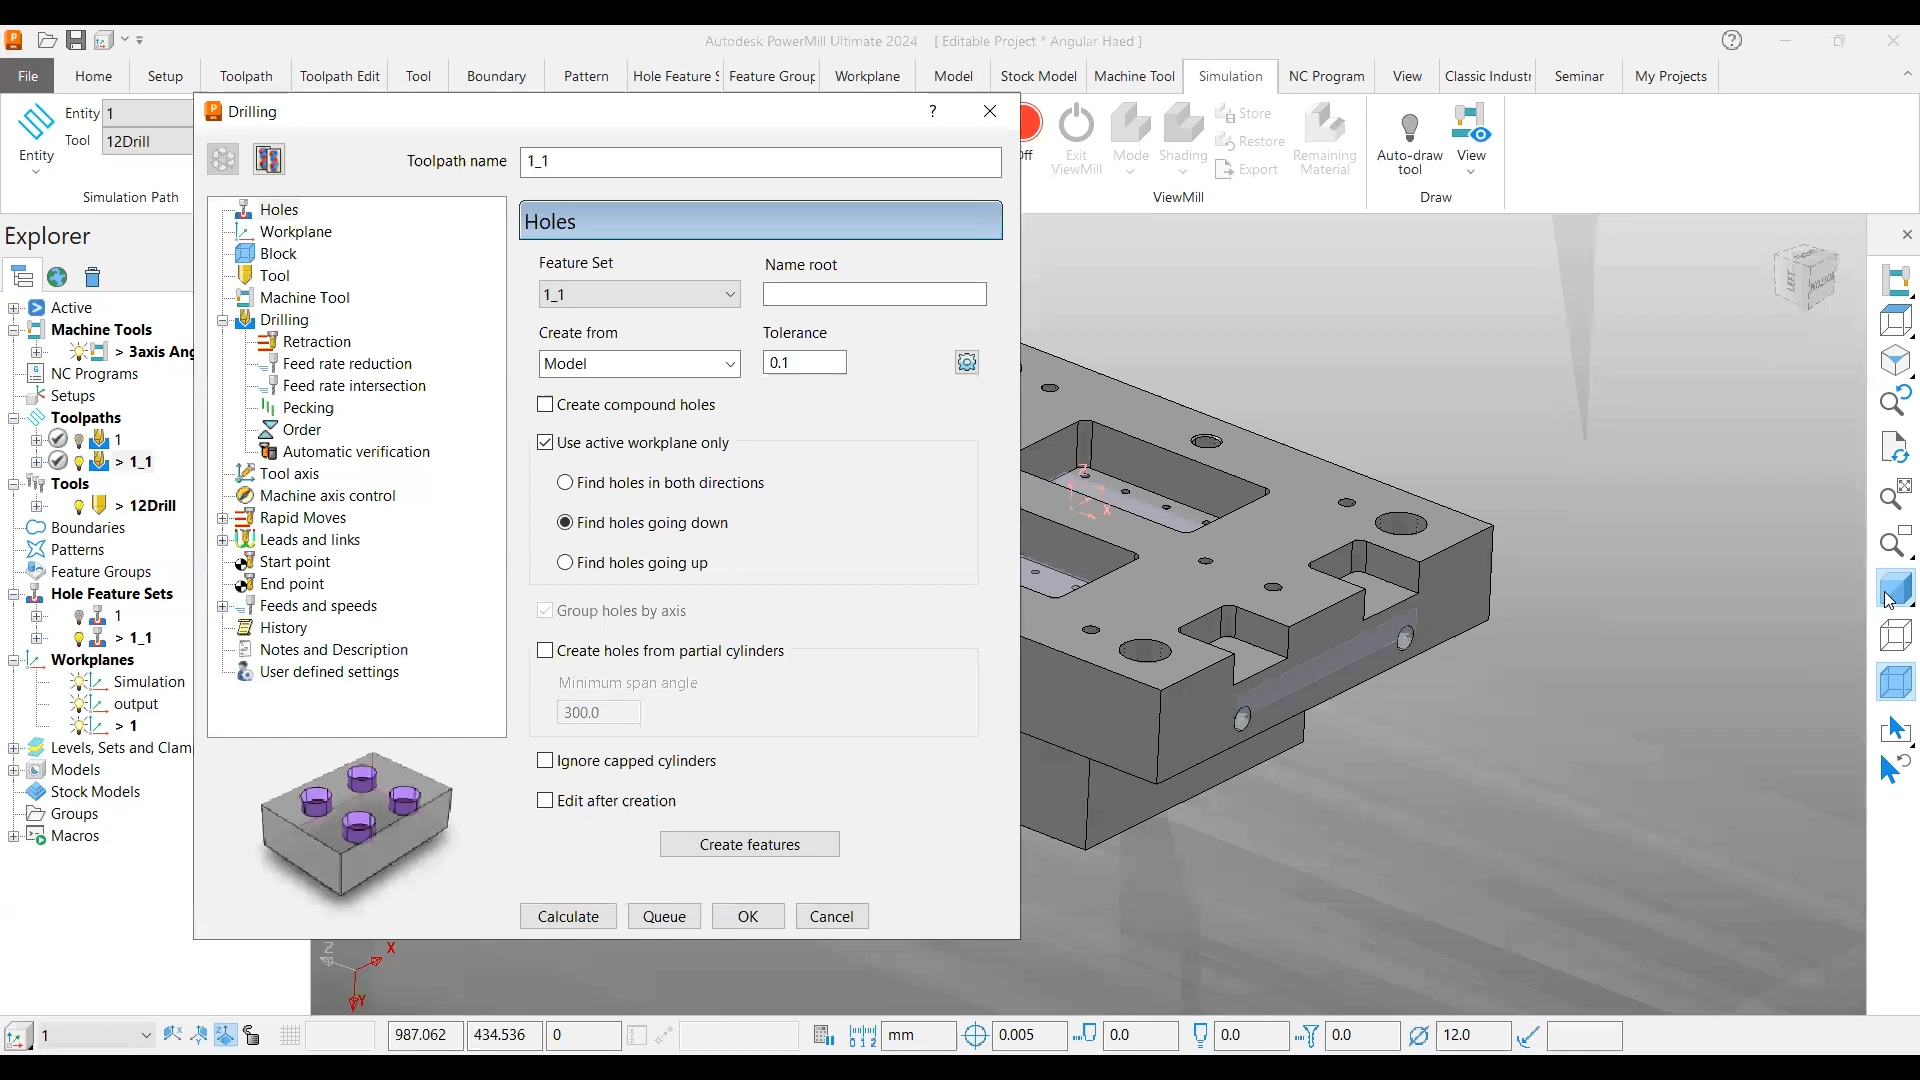 Autodesk PowerMill Ultimate 2024 [ Editable Project * Angular Haed ]
File Home Setup Toolpath Toolpath Edit Tool Boundary Pattern Hole Feature S Feature Group Workplane Model Stock Model Machine Tool Simulation NC Program View Classic Industr Seminar My Projects
Entity 1
Tool 12Drill
Entity
Simulation Path
Drilling
?
Toolpath name 1_1
Exit ViewMill
Mode
Shading
Store
Restore
Export
Remaining Material
ViewMill
Auto-draw tool
View
Draw
Explorer
Active
Machine Tools
> 3axis Ang
NC Programs
Setups
Toolpaths
1
> 1_1
Tools
> 12Drill
Boundaries
Patterns
Feature Groups
Hole Feature Sets
1
> 1_1
Workplanes
Simulation
output
> 1
Levels, Sets and Clam
Models
Stock Models
Groups
Macros
Holes
Workplane
Block
Tool
Machine Tool
Drilling
Retraction
Feed rate reduction
Feed rate intersection
Pecking
Order
Automatic verification
Tool axis
Machine axis control
Rapid Moves
Leads and links
Start point
End point
Feeds and speeds
History
Notes and Description
User defined settings
Holes
Feature Set
Name root
1_1
Create from
Tolerance
Model
0.1
Create compound holes
Use active workplane only
Find holes in both directions
Find holes going down
Find holes going up
Group holes by axis
Create holes from partial cylinders
Minimum span angle
300.0
Ignore capped cylinders
Edit after creation
Create features
Calculate Queue OK Cancel
LEFT
BOTTOM
Z
X
Z
X
Y
1
987.062 434.536 0 mm 0.005 0.0 0.0 0.0 12.0